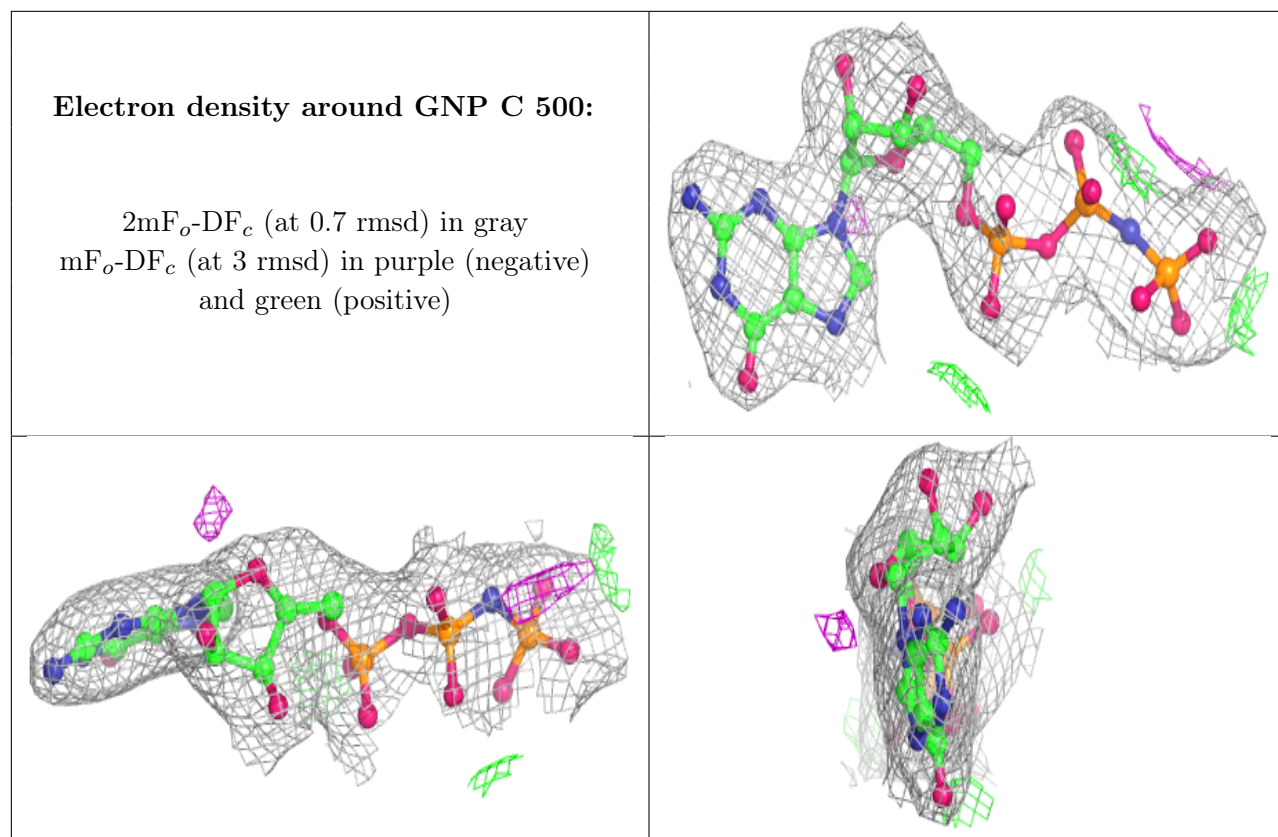 Electron density around GNP C 500:
2mFo-DFc (at 0.7 rmsd) in gray
mFo-DFc (at 3 rmsd) in purple (negative)
and green (positive)